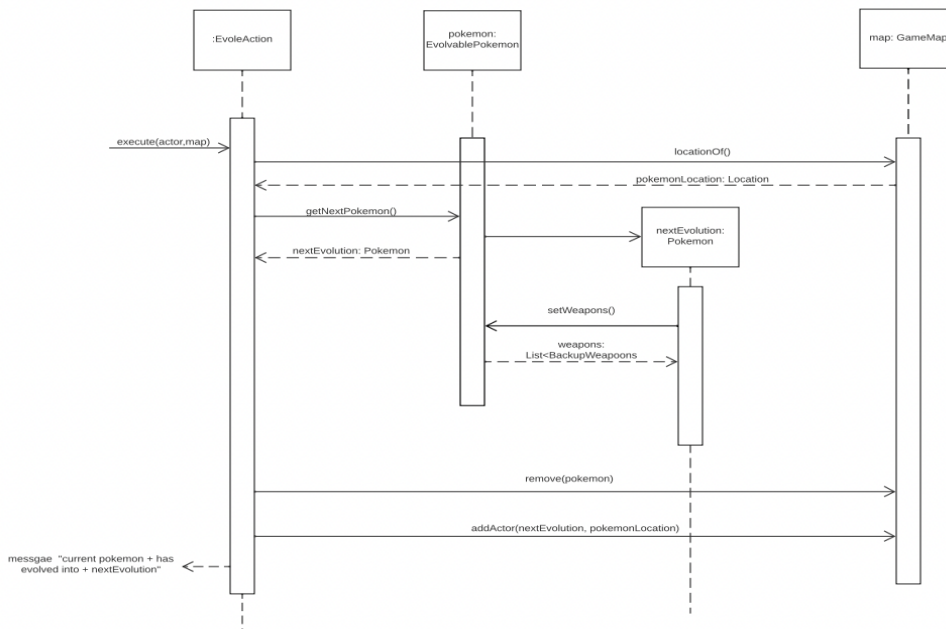 :EvoleAction
pokemon:
EvolvablePokemon
map: GameMap
execute(actor,map)
locationOf()
pokemonLocation: Location
getNextPokemon()
nextEvolution:
Pokemon
nextEvolution: Pokemon
setWeapons()
weapons:
List<BackupWeapoons
remove(pokemon)
addActor(nextEvolution, pokemonLocation)
messgae "current pokemon + has
evolved into + nextEvolution"